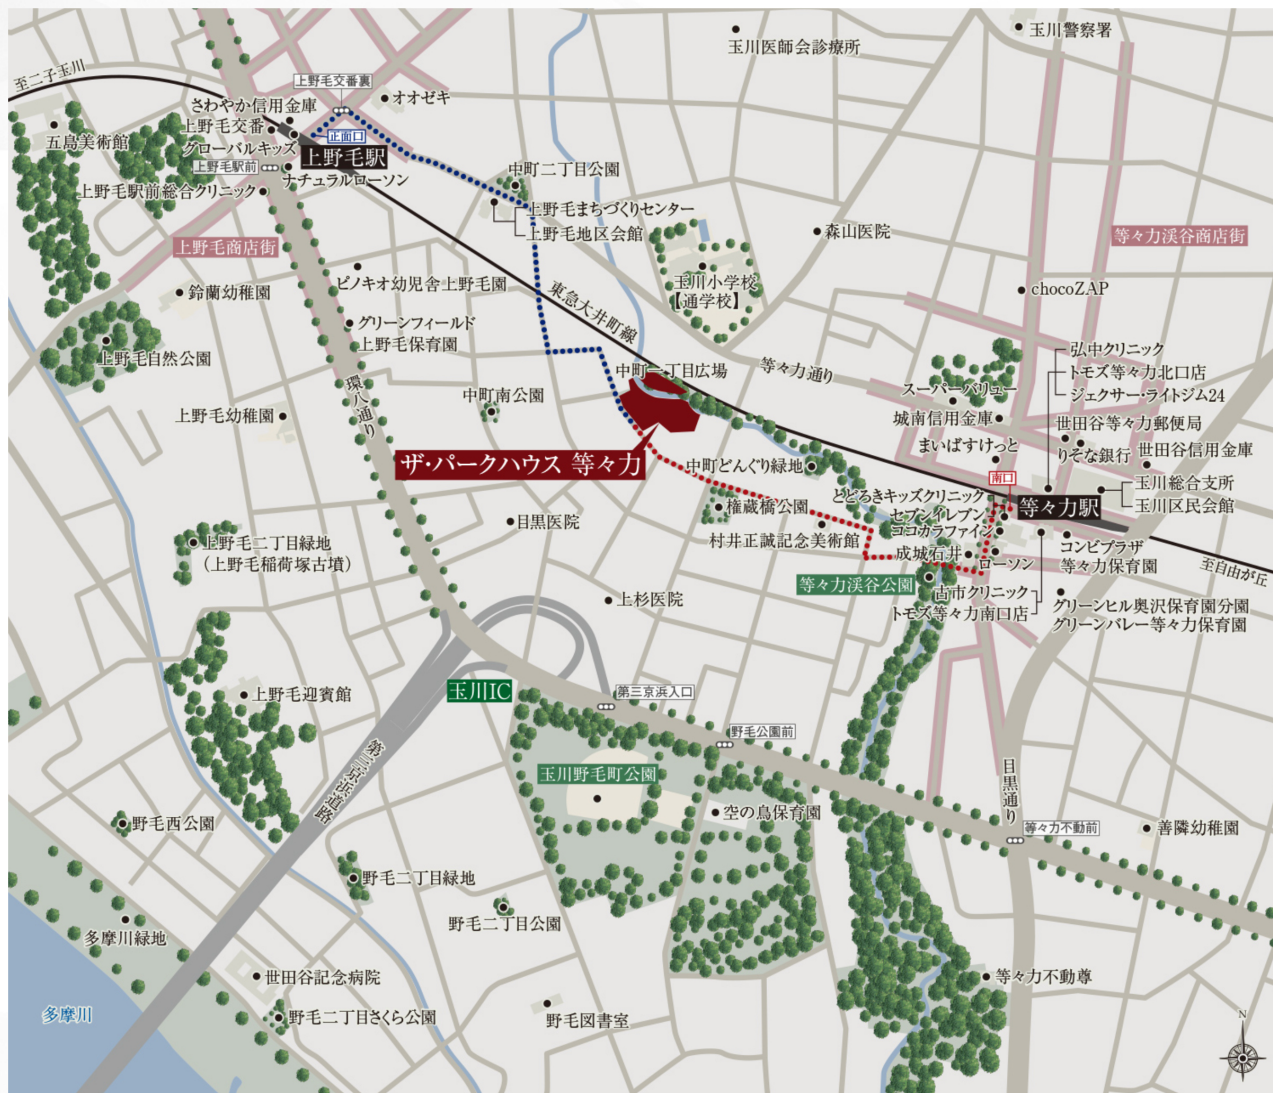 玉川医師会診療所
玉川警察署
至二子玉川
上野毛交番裏
オオゼキ
さわやか信用金庫
上野毛交番
グローバルキッズ
正面口
上野毛駅
五島美術館
上野毛駅前
ナチュラルローソン
上野毛駅前総合クリニック
中町二丁目公園
上野毛まちづくりセンター
上野毛地区会館
森山医院
等々力渓谷商店街
上野毛商店街
玉川小学校
【通学校】
ピノキオ幼児舎上野毛園
鈴蘭幼稚園
東急大井町線
chocoZAP
グリーンフィールド
上野毛保育園
上野毛自然公園
弘中クリニック
トモズ等々力北口店
ジェクサー・ライトジム24
等々力通り
中町一丁目広場
スーパーバリュー
環八通り
中町南公園
上野毛幼稚園
城南信用金庫
世田谷等々力郵便局
まいばすけっと
りそな銀行
世田谷信用金庫
ザ・パークハウス 等々力
中町どんぐり緑地
南口
玉川総合支所
玉川区民会館
とどろきキッズクリニック
セブンイレブン
ココカラファイン
等々力駅
権蔵橋公園
目黒医院
村井正誠記念美術館
成城石井
ローソン
コンビプラザ
等々力保育園
至自由が丘
上野毛二丁目緑地
(上野毛稲荷塚古墳)
等々力渓谷公園
古市クリニック
トモズ等々力南口店
グリーンヒル奥沢保育園分園
グリーンバレー等々力保育園
上杉医院
上野毛迎賓館
玉川IC
第三京浜入口
野毛公園前
第三京浜道路
玉川野毛町公園
目黒通り
空の鳥保育園
等々力不動前
善隣幼稚園
野毛西公園
野毛二丁目緑地
野毛二丁目公園
多摩川緑地
世田谷記念病院
等々力不動尊
多摩川
野毛二丁目さくら公園
野毛図書室
N